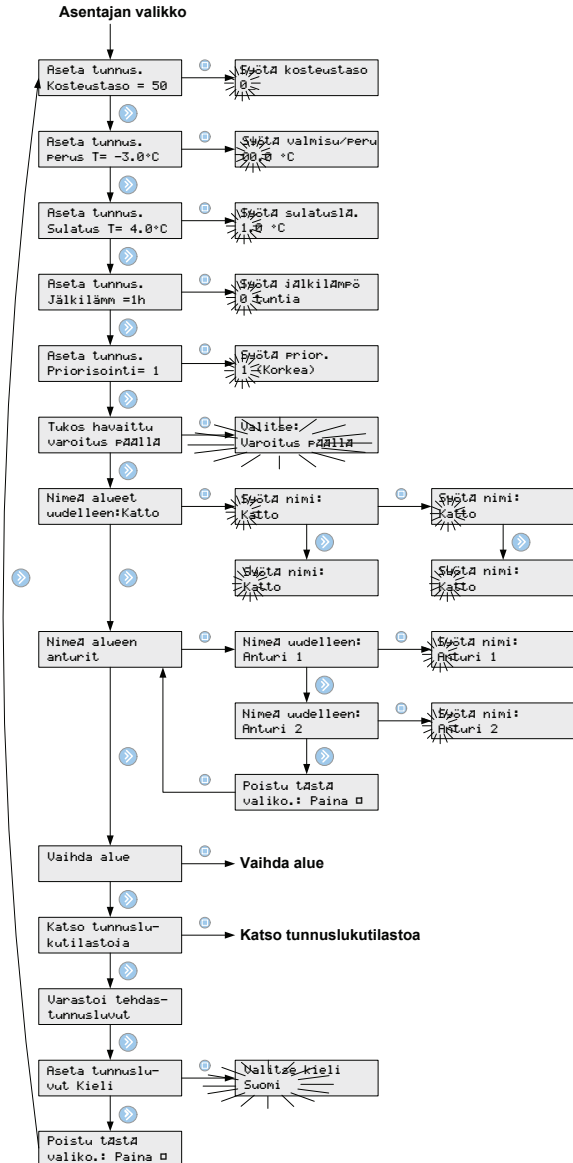 Asentajan valikko
Aseta tunnus.
Kosteustaso = 50
Syötä kosteustaso
0
Aseta tunnus.
perus T= -3.0°C
Syötä valmisu/peru
00.0 °C
Aseta tunnus.
Sulatus T= 4.0°C
Syötä sulatuslä.
1.0 °C
Aseta tunnus.
Jälkilämm =1h
Syötä jälkilämpö
0 tuntia
Aseta tunnus.
Priorisointi= 1
Syötä prior.
1 (Korkea)
Tukos havaittu
varoitus päällä
Valitse:
Varoitus päällä
Nimeä alueet
uudelleen:Katto
Syötä nimi:
Katto
Syötä nimi:
Katto
Syötä nimi:
Katto
Syötä nimi:
Katto
Nimeä alueen
anturit
Nimeä uudelleen:
Anturi 1
Syötä nimi:
Anturi 1
Nimeä uudelleen:
Anturi 2
Syötä nimi:
Anturi 2
Poistu tästä
valiko.: Paina □
Vaihda alue
Vaihda alue
Katso tunnuslu-
kutilastoja
Katso tunnuslukutilastoa
Varastoi tehdas-
tunnusluvut
Aseta tunnuslu-
vut Kieli
Valitse kieli
Suomi
Poistu tästä
valiko.: Paina □